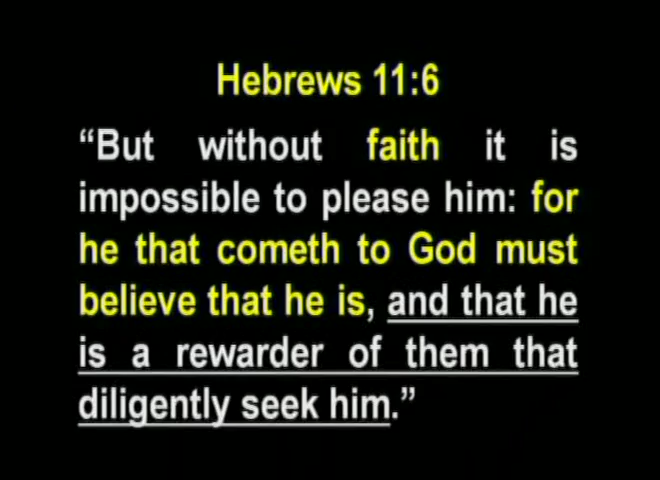 Hebrews 11:6
“But without faith it is
impossible to please him: for
he that cometh to God must
believe that he is, and that he
is a rewarder of them that
diligently seek him.”